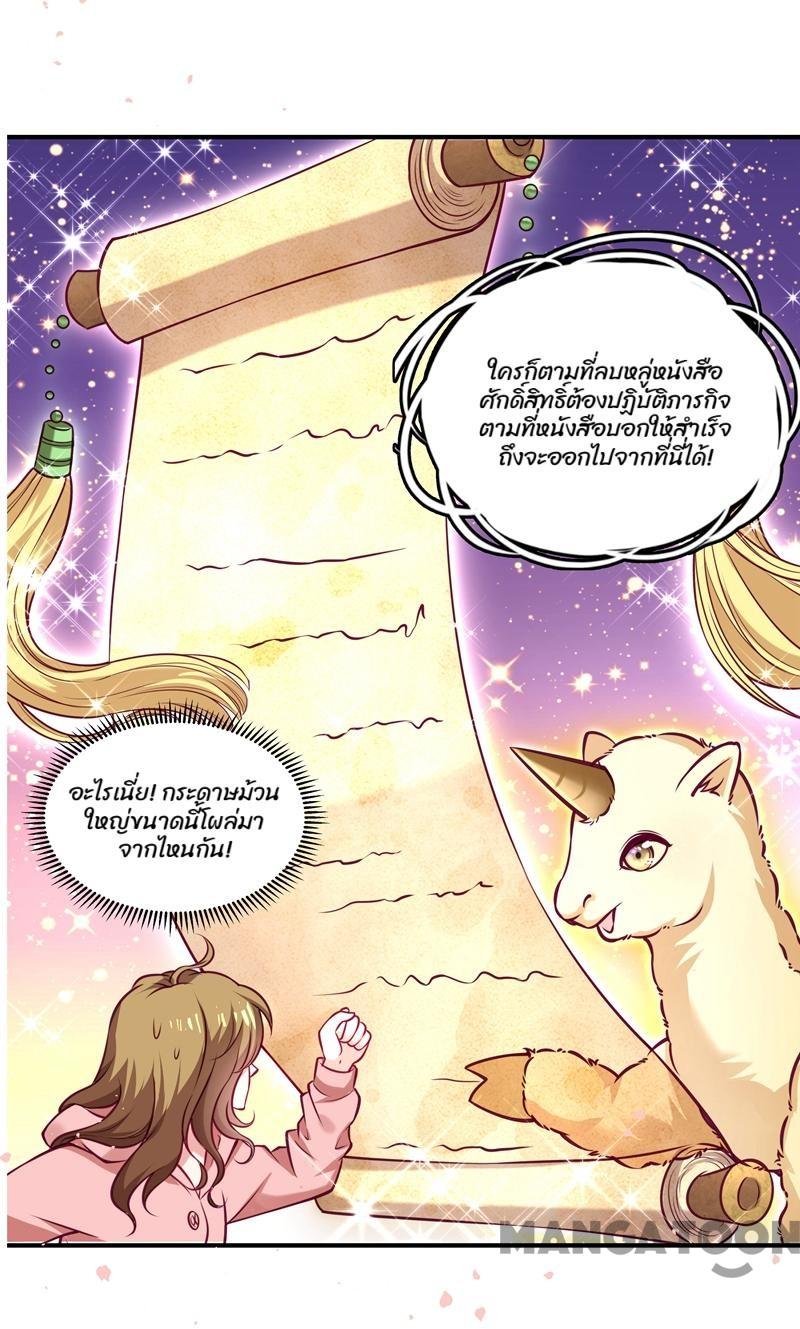 ใครก็ตามที่ลบหลู่หนังสือ
ศักดิ์สิทธิ์ต้องปฏิบัติภารกิจ
ตามที่หนังสือบอกให้สำเร็จ
ถึงจะออกไปจากที่นี่ได้!
อะไรเนี่ย! กระดาษม้วน
ใหญ่ขนาดนี้โผล่มา
จากไหนกัน!
MANGATOON